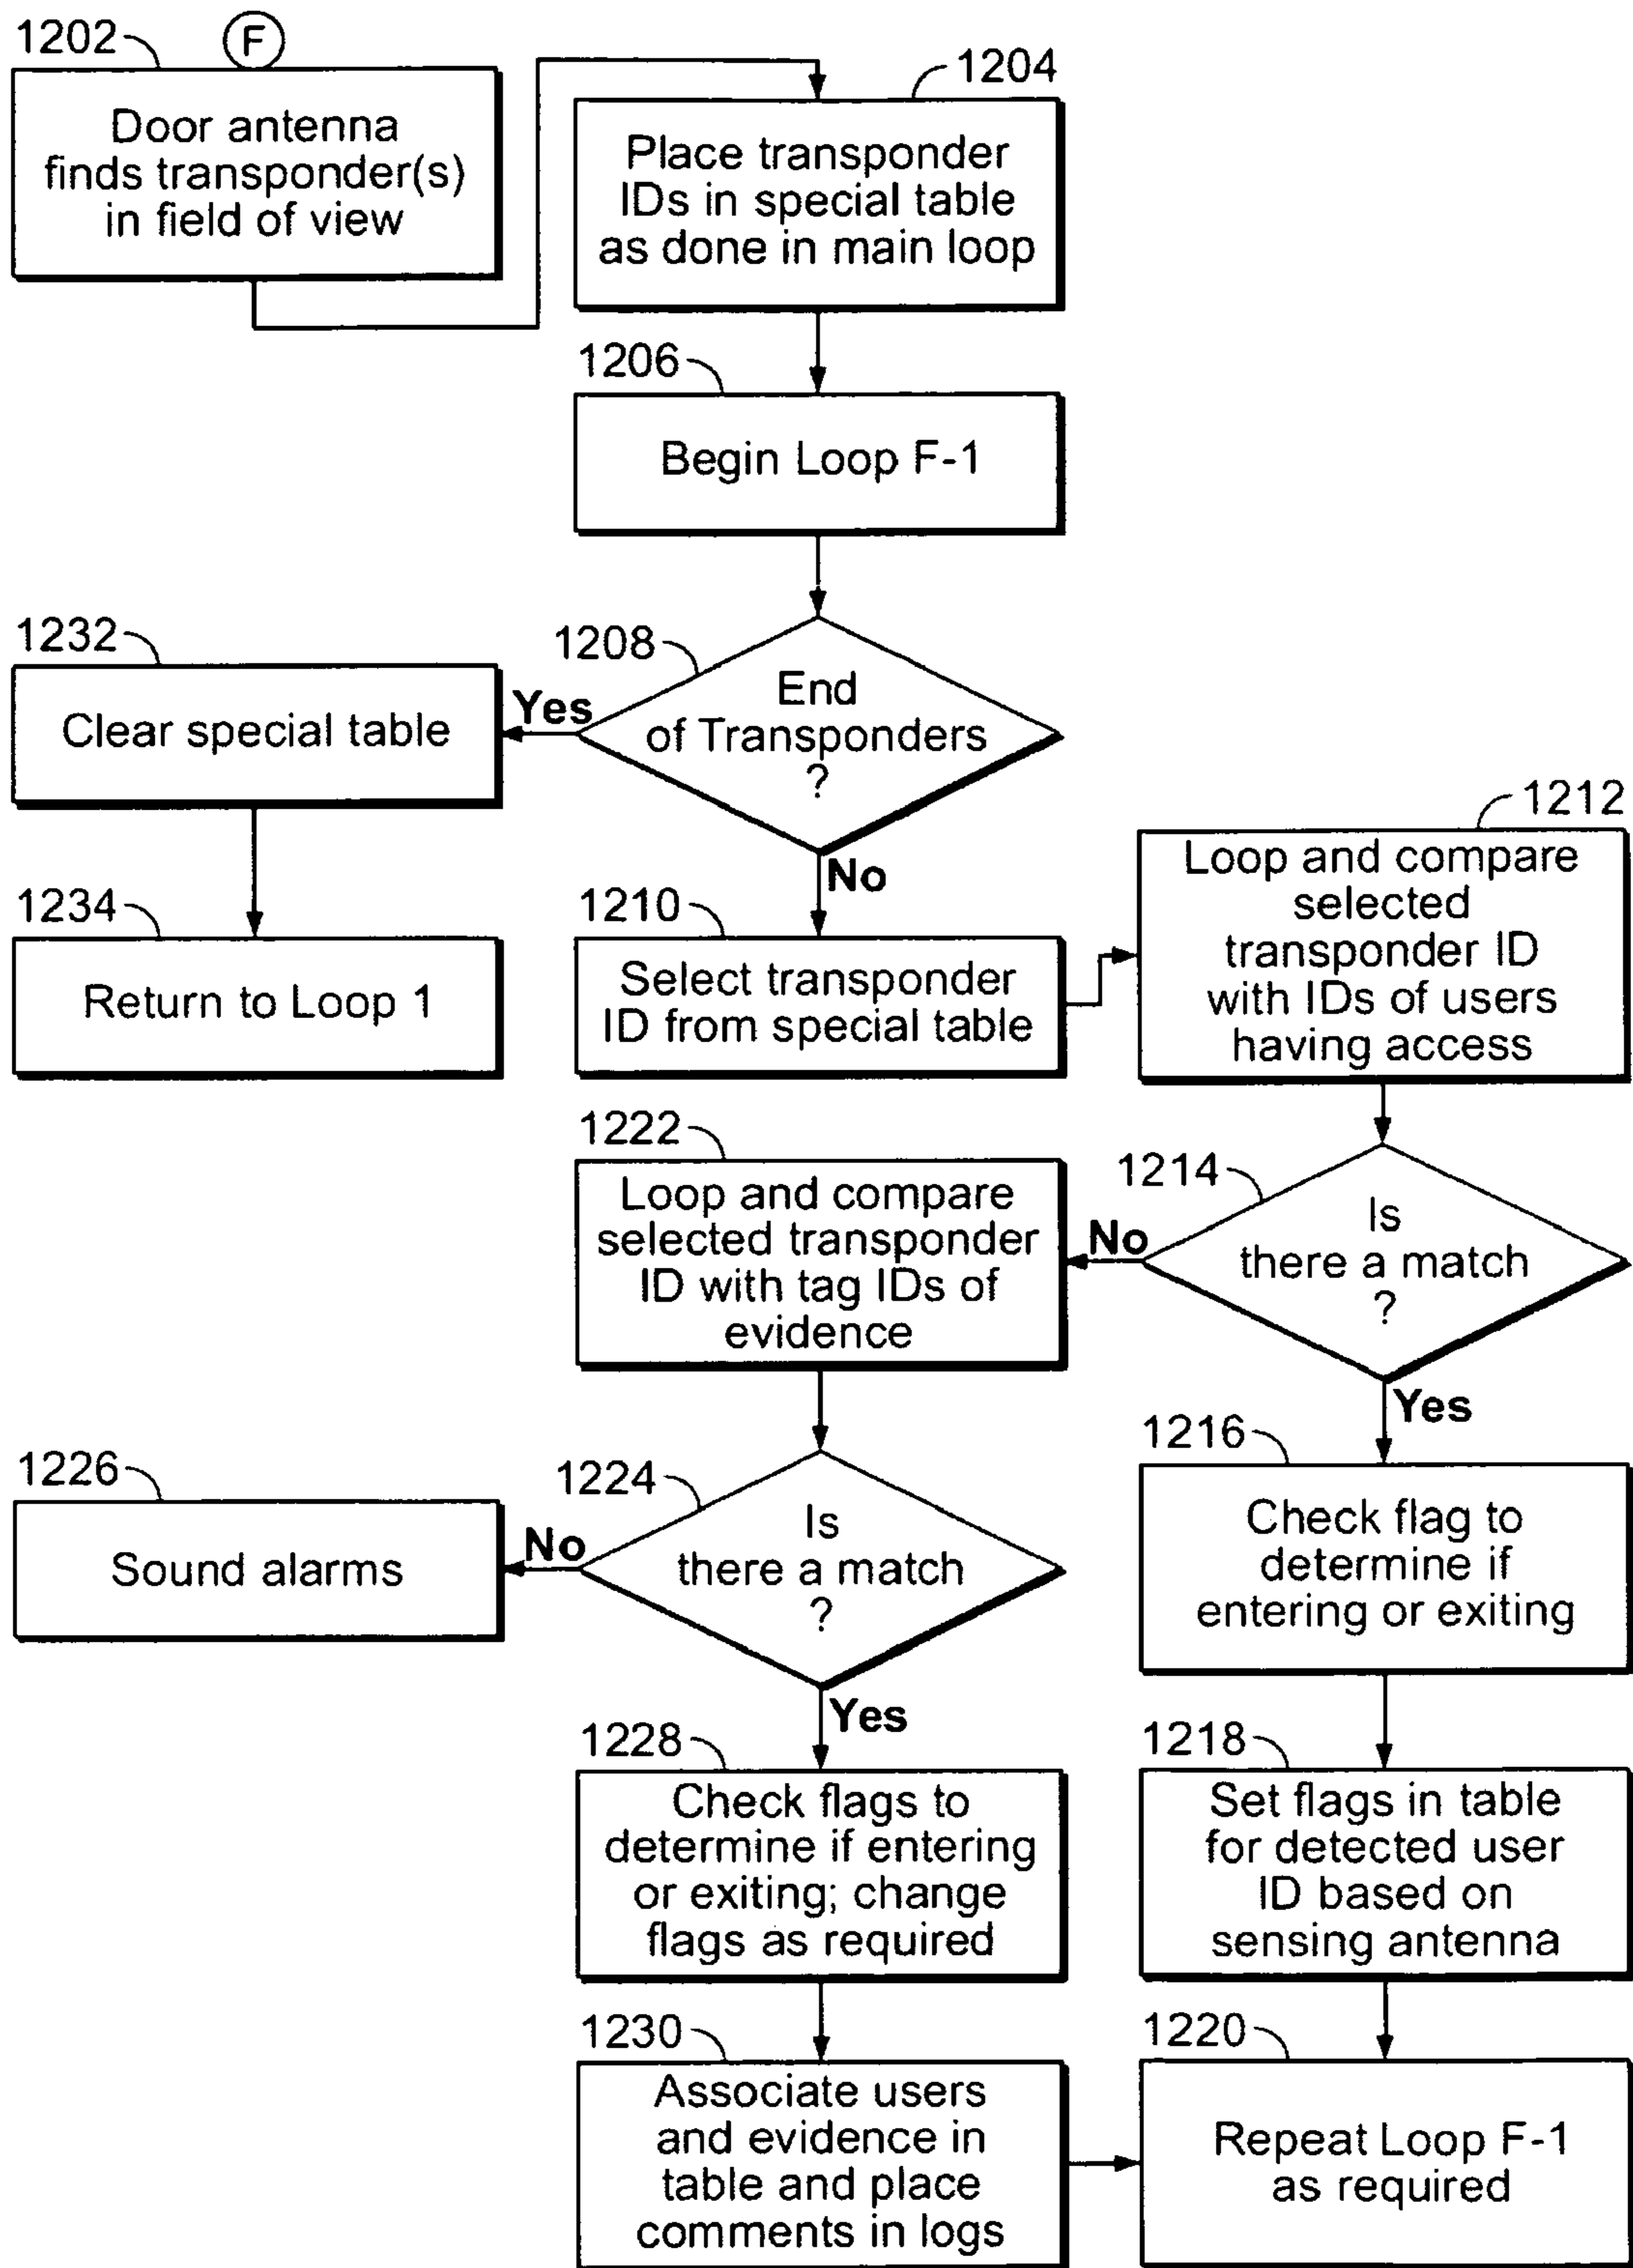 1202
F
Door antenna
finds transponder(s)
in field of view
1204
Place transponder
IDs in special table
as done in main loop
1206
Begin Loop F-1
1208
End
of Transponders
?
Yes
No
1232
Clear special table
1234
Return to Loop 1
1210
Select transponder
ID from special table
1212
Loop and compare
selected
transponder ID
with IDs of users
having access
1214
Is
there a match
?
No
Yes
1222
Loop and compare
selected transponder
ID with tag IDs of
evidence
1224
Is
there a match
?
No
Yes
1226
Sound alarms
1216
Check flag to
determine if
entering or exiting
1218
Set flags in table
for detected user
ID based on
sensing antenna
1228
Check flags to
determine if entering
or exiting; change
flags as required
1230
Associate users
and evidence in
table and place
comments in logs
1220
Repeat Loop F-1
as required